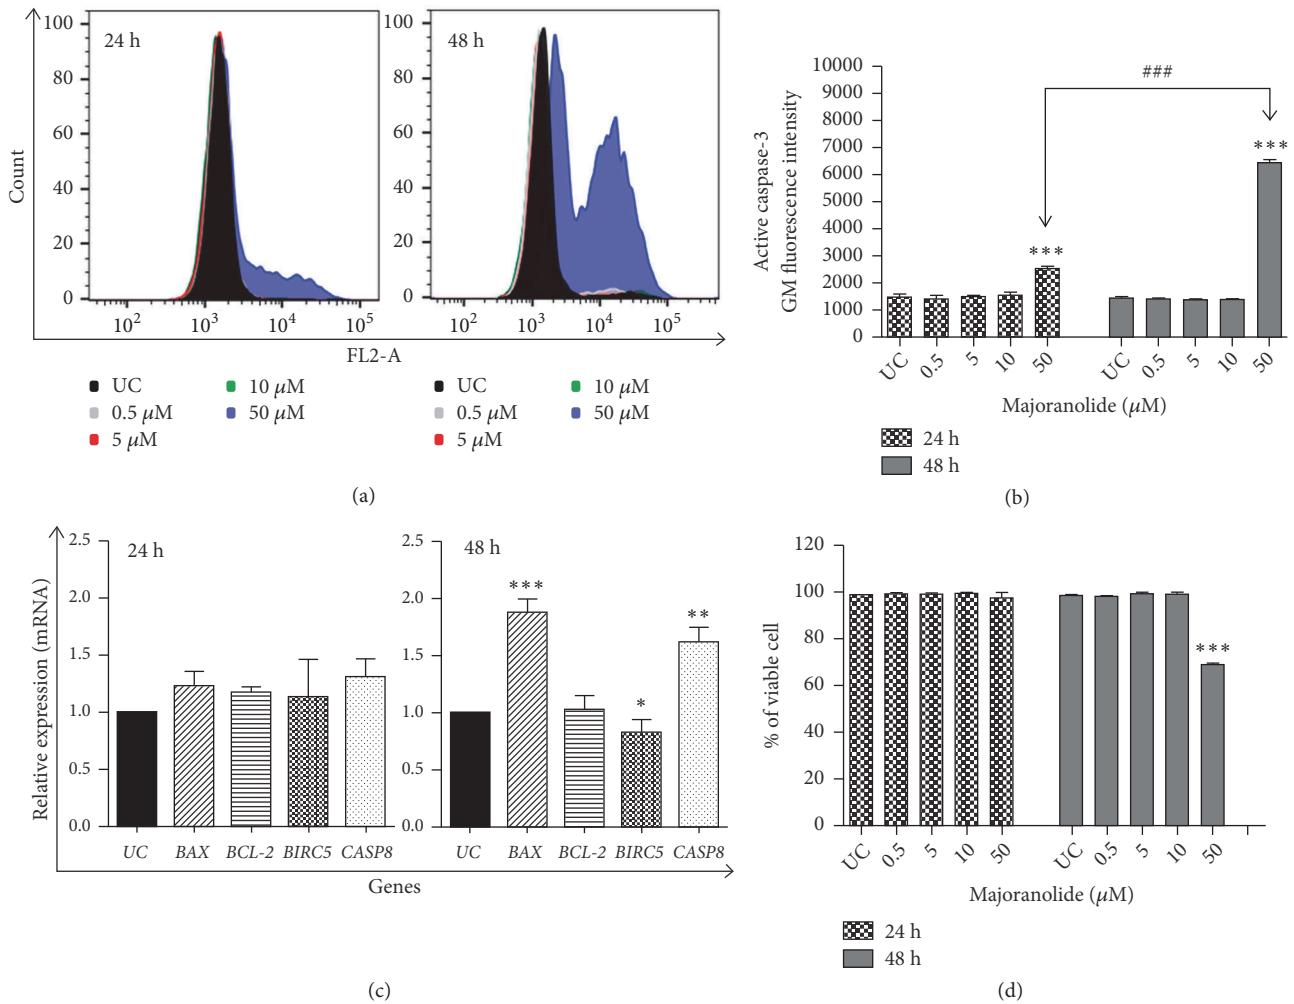 24 h
100
80
60
40
20
0
10² 10³ 10⁴ 10⁵
48 h
100
80
60
40
20
0
10² 10³ 10⁴ 10⁵
Count
FL2-A
UC
0.5 μM
5 μM
10 μM
50 μM
UC
0.5 μM
5 μM
10 μM
50 μM
(a)
Active caspase-3
GM fluorescence intensity
10000
9000
8000
7000
6000
5000
4000
3000
2000
1000
0
###
***
***
UC 0.5 5 10 50 UC 0.5 5 10 50
Majoranolide (μM)
24 h
48 h
(b)
Relative expression (mRNA)
24 h
2.5
2.0
1.5
1.0
0.5
0.0
UC BAX BCL-2 BIRC5 CASP8
48 h
2.5
2.0
1.5
1.0
0.5
0.0
***
*
**
UC BAX BCL-2 BIRC5 CASP8
Genes
(c)
% of viable cell
120
100
80
60
40
20
0
***
UC 0.5 5 10 50 UC 0.5 5 10 50
Majoranolide (μM)
24 h
48 h
(d)